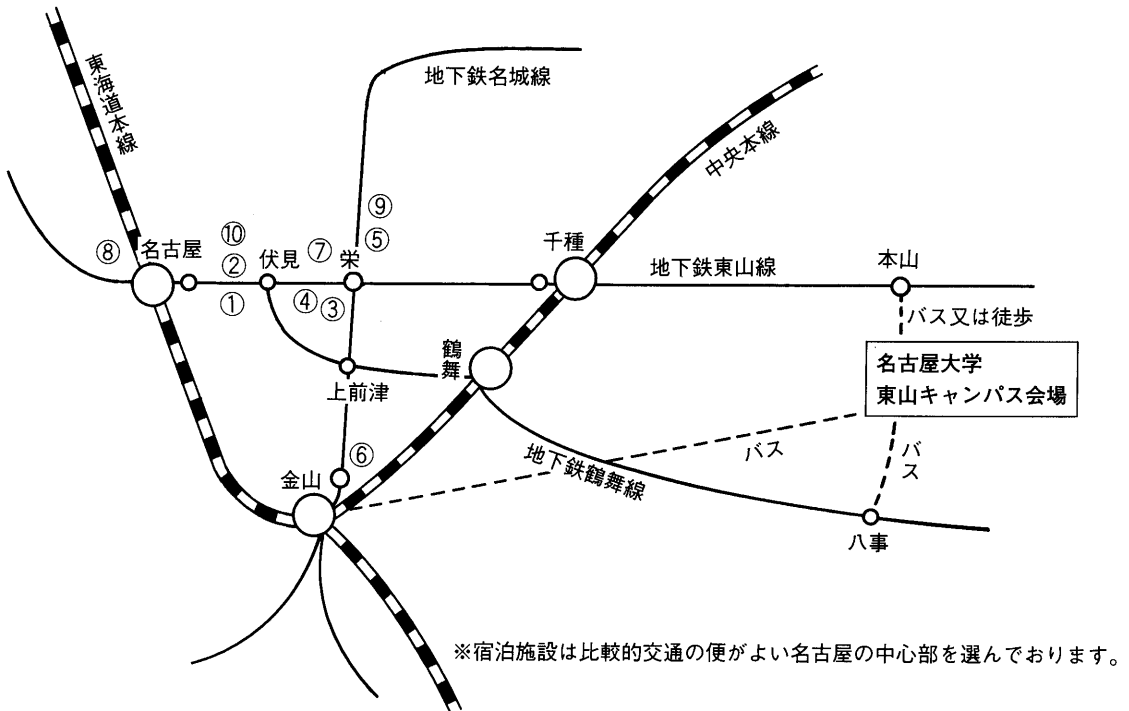 地下鉄名城線
東海道本線
中央本線
⑨
⑧
名古屋
⑩
②
①
伏見
⑦
栄
⑤
④
③
千種
地下鉄東山線
本山
バス又は徒歩
名古屋大学
東山キャンパス会場
鶴舞
上前津
バス
バス
地下鉄鶴舞線
⑥
金山
八事
※宿泊施設は比較的交通の便がよい名古屋の中心部を選んでおります。